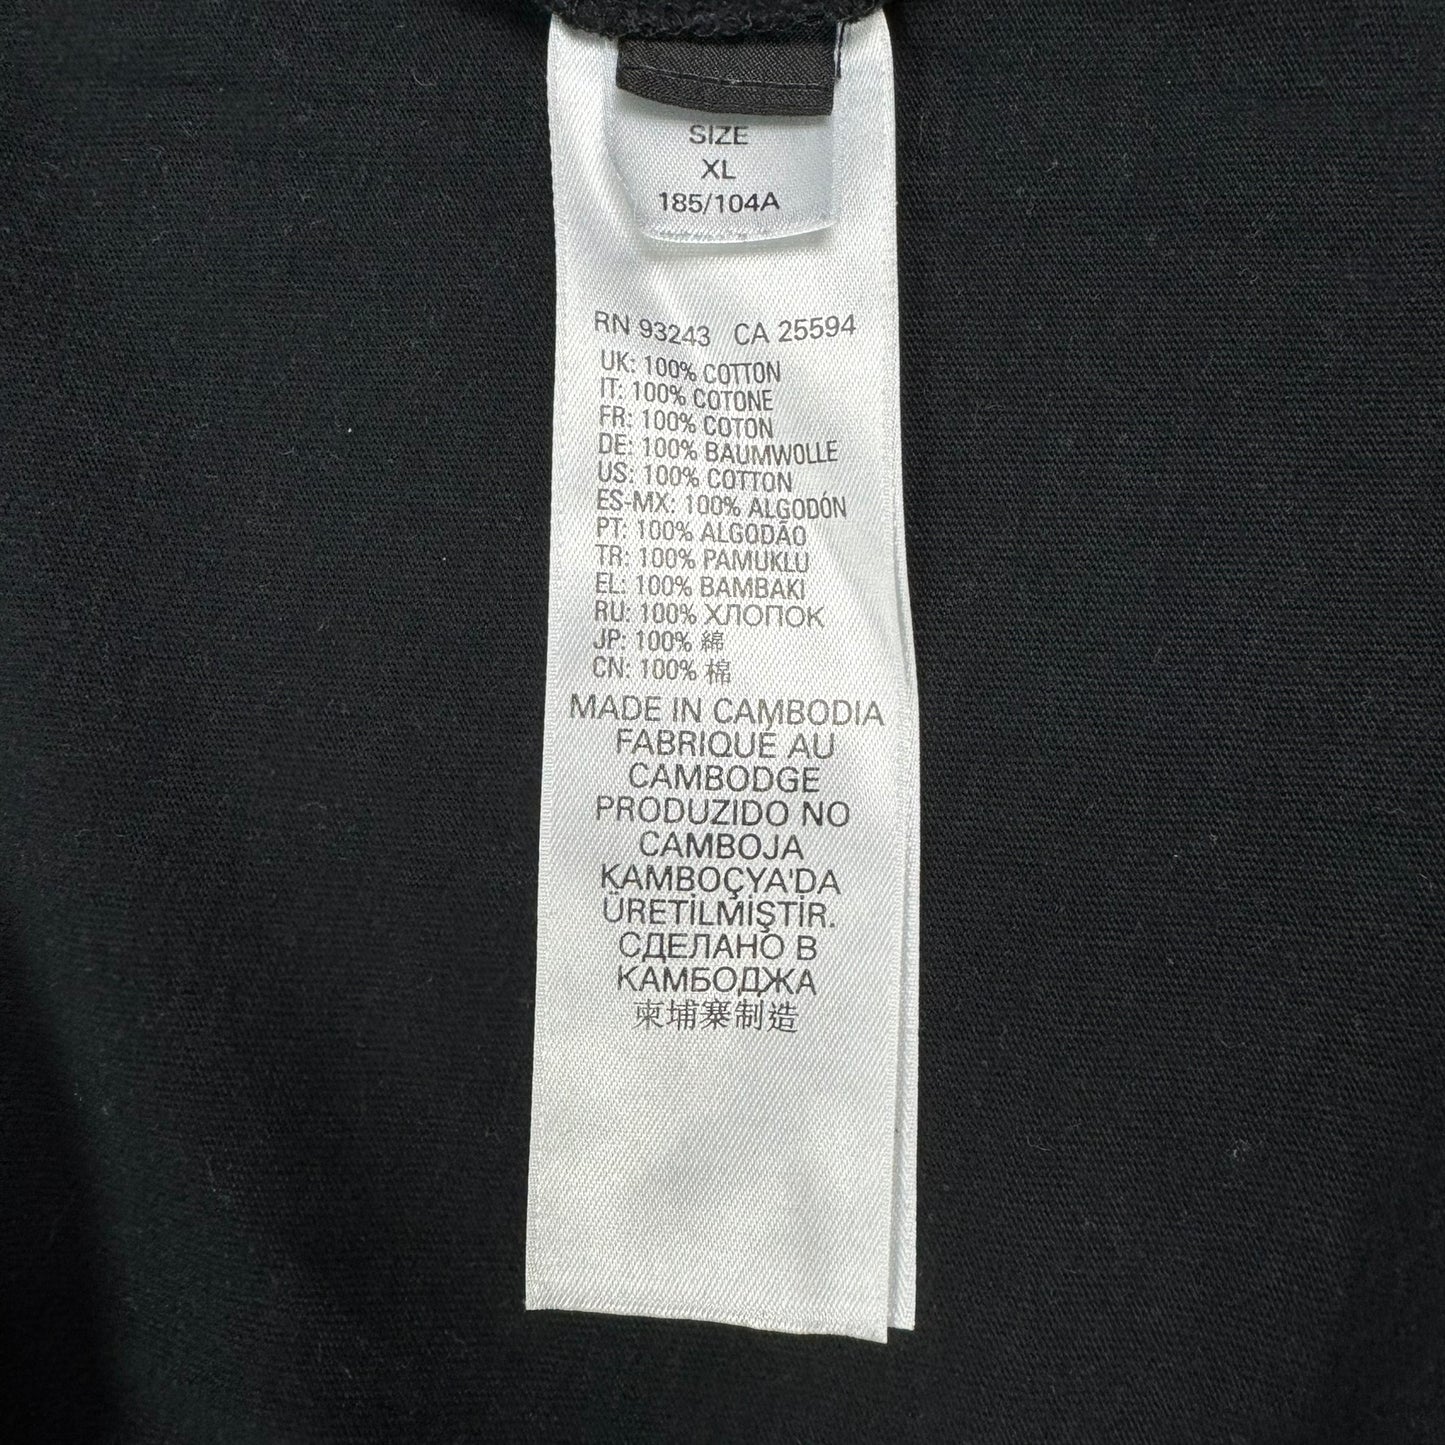 SIZE
XL
185/104A
RN 93243 CA 25594
UK: 100% COTTON
IT: 100% COTONE
FR: 100% COTON
DE: 100% BAUMWOLLE
US: 100% COTTON
ES-MX: 100% ALGODÓN
PT: 100% ALGODÃO
TR: 100% PAMUKLU
EL: 100% BAMBAKI
RU: 100% ХЛОПОК
JP: 100% 綿
CN: 100% 棉
MADE IN CAMBODIA
FABRIQUE AU
CAMBODGE
PRODUZIDO NO
CAMBOJA
KAMBOÇYA'DA
ÜRETİLMİŞTİR.
СДЕЛАНО В
КАМБОДЖА
柬埔寨制造